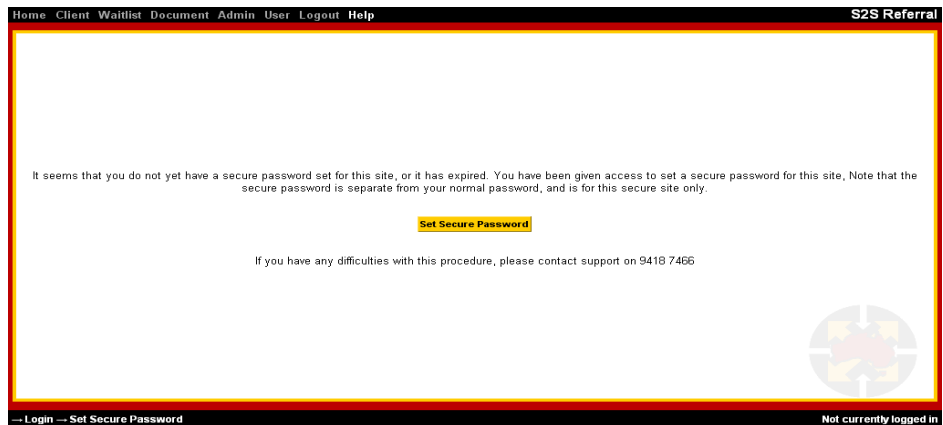 Home Client Waitlist Document Admin User Logout Help S2S Referral
It seems that you do not yet have a secure password set for this site, or it has expired. You have been given access to set a secure password for this site, Note that the
secure password is separate from your normal password, and is for this secure site only.
Set Secure Password
If you have any difficulties with this procedure, please contact support on 9418 7466
→ Login → Set Secure Password Not currently logged in